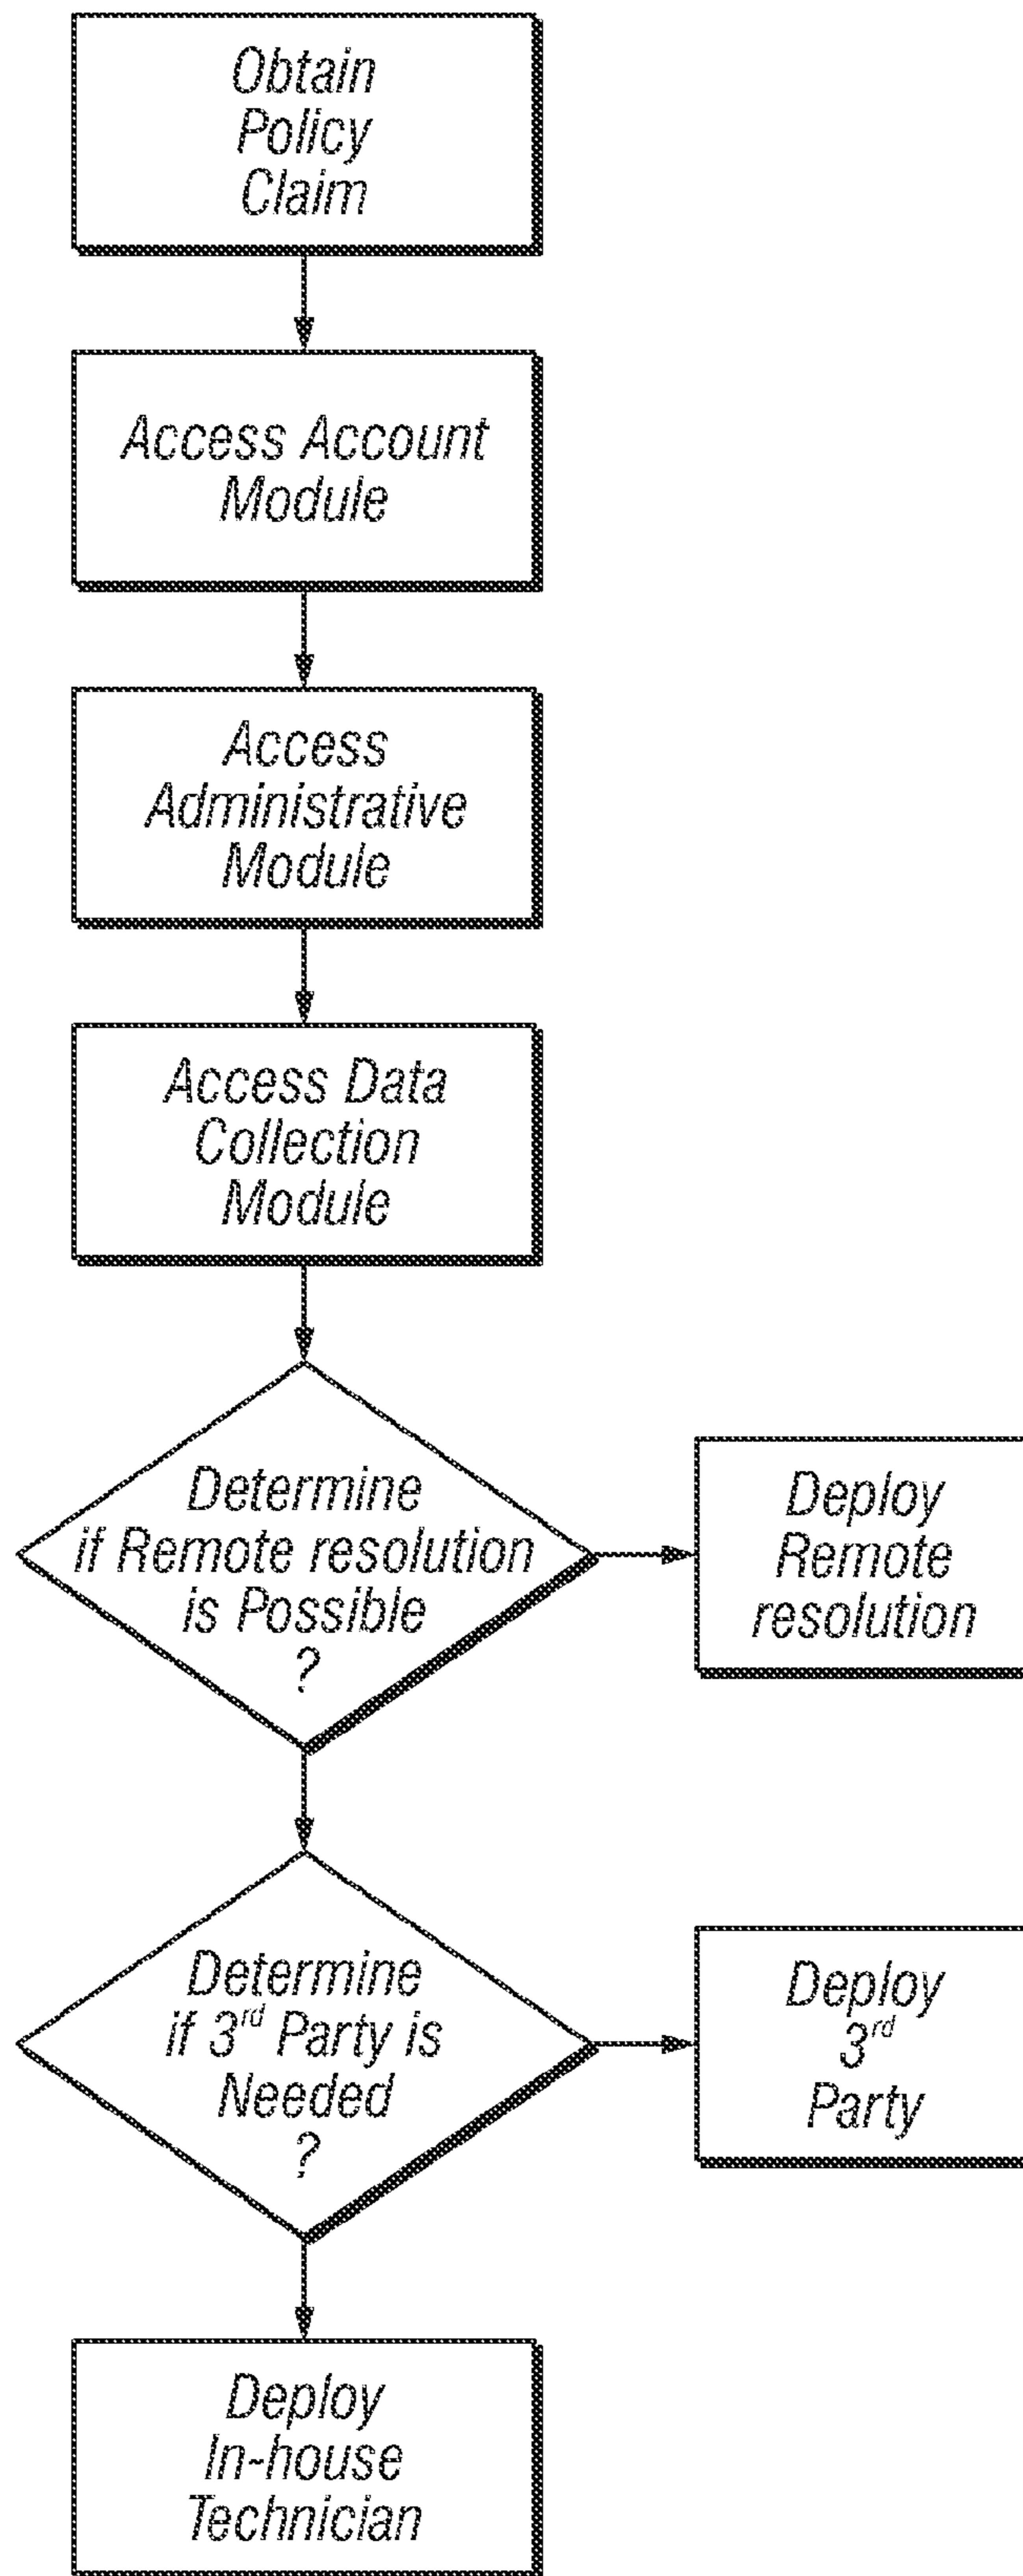 Obtain
Policy
Claim
Access Account
Module
Access
Administrative
Module
Access Data
Collection
Module
Determine
if Remote resolution
is Possible
?
Deploy
Remote
resolution
Determine
if 3rd Party is
Needed
?
Deploy
3rd
Party
Deploy
In-house
Technician